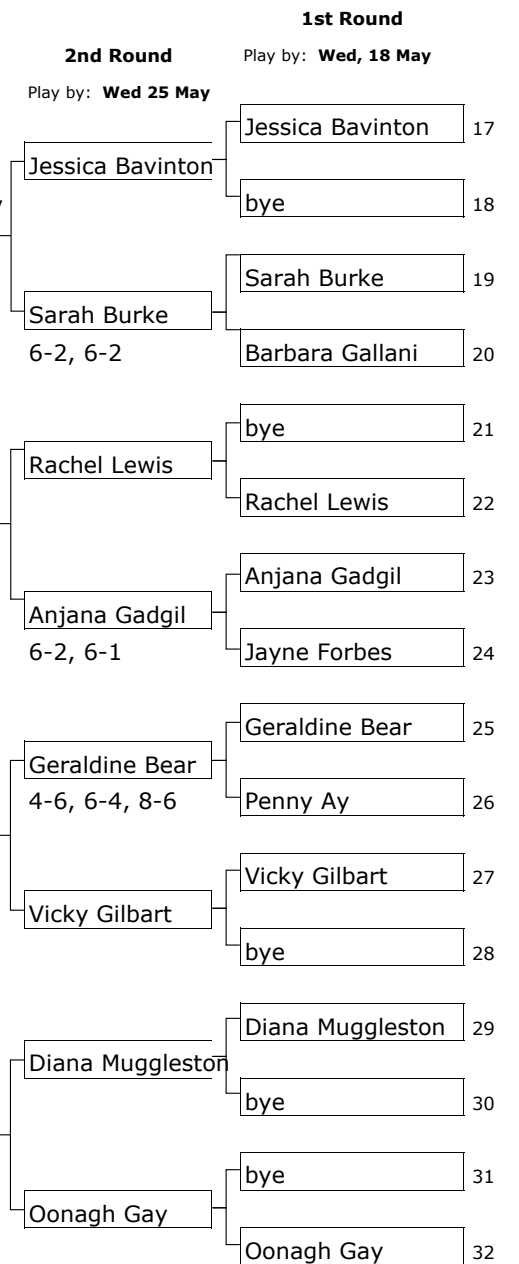 1st Round
2nd Round
Play by: Wed, 18 May
Play by: Wed 25 May
Jessica Bavinton 17
Jessica Bavinton
bye 18
Sarah Burke 19
Sarah Burke
6-2, 6-2
Barbara Gallani 20
bye 21
Rachel Lewis
Rachel Lewis 22
Anjana Gadgil 23
Anjana Gadgil
6-2, 6-1
Jayne Forbes 24
Geraldine Bear 25
Geraldine Bear
4-6, 6-4, 8-6
Penny Ay 26
Vicky Gilbart 27
Vicky Gilbart
bye 28
Diana Muggleston 29
Diana Muggleston
bye 30
bye 31
Oonagh Gay
Oonagh Gay 32